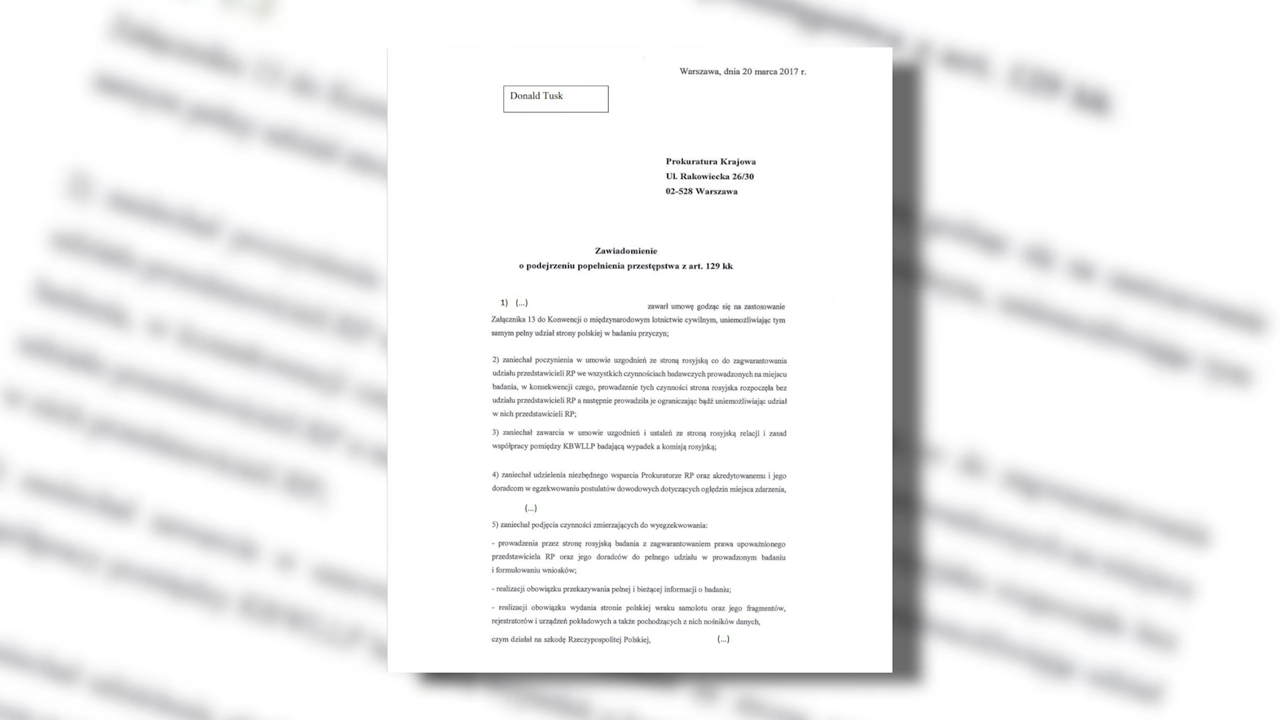 Warszawa, dnia 20 marca 2017 r.
Donald Tusk
Prokuratura Krajowa
Ul. Rakowiecka 26/30
02-528 Warszawa
Zawiadomienie
o podejrzeniu popełnienia przestępstwa z art. 129 kk
1) (...) zawarł umowę godząc się na zastosowanie
Załącznika 13 do Konwencji o międzynarodowym lotnictwie cywilnym, uniemożliwiając tym
samym pełny udział strony polskiej w badaniu przyczyn;
2) zaniechał poczynienia w umowie uzgodnień ze stroną rosyjską co do zagwarantowania
udziału przedstawicieli RP we wszystkich czynnościach badawczych prowadzonych na miejscu
badania, w konsekwencji czego, prowadzenie tych czynności strona rosyjska rozpoczęła bez
udziału przedstawicieli RP a następnie prowadziła je ograniczając bądź uniemożliwiając udział
w nich przedstawicieli RP;
3) zaniechał zawarcia w umowie uzgodnień i ustaleń ze stroną rosyjską relacji i zasad
współpracy pomiędzy KBWLLP badającą wypadek a komisją rosyjską;
4) zaniechał udzielenia niezbędnego wsparcia Prokuraturze RP oraz akredytowanemu i jego
doradcom w egzekwowaniu postulatów dowodowych dotyczących oględzin miejsca zdarzenia,
(...)
5) zaniechał podjęcia czynności zmierzających do wyegzekwowania:
- prowadzenia przez stronę rosyjską badania z zagwarantowaniem prawa upoważnionego
przedstawiciela RP oraz jego doradców do pełnego udziału w prowadzonym badaniu
i formułowaniu wniosków;
- realizacji obowiązku przekazywania pełnej i bieżącej informacji o badaniu;
- realizacji obowiązku wydania stronie polskiej wraku samolotu oraz jego fragmentów,
rejestratorów i urządzeń pokładowych a także pochodzących z nich nośników danych,
czym działał na szkodę Rzeczypospolitej Polskiej, (...)